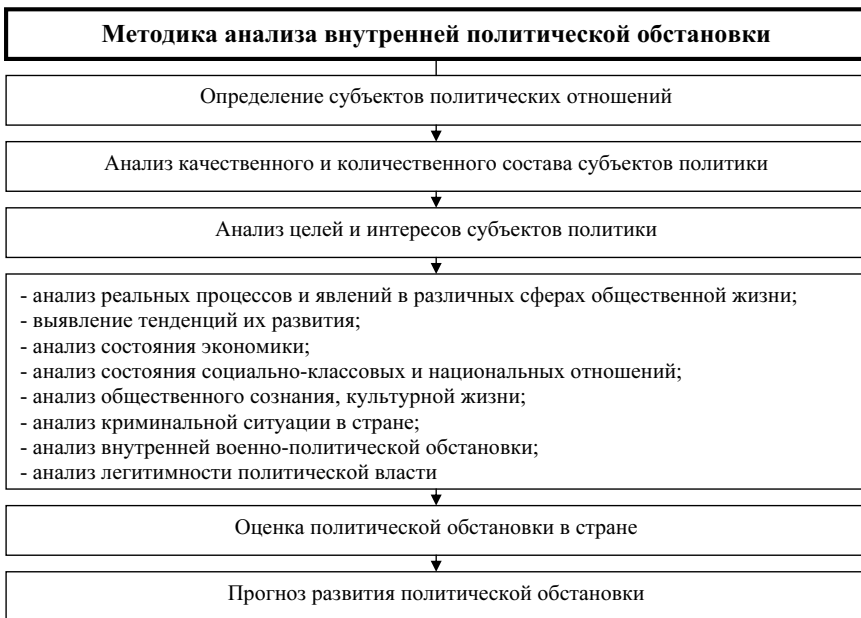 Методика анализа внутренней политической обстановки
Определение субъектов политических отношений
Анализ качественного и количественного состава субъектов политики
Анализ целей и интересов субъектов политики
- анализ реальных процессов и явлений в различных сферах общественной жизни;
- выявление тенденций их развития;
- анализ состояния экономики;
- анализ состояния социально-классовых и национальных отношений;
- анализ общественного сознания, культурной жизни;
- анализ криминальной ситуации в стране;
- анализ внутренней военно-политической обстановки;
- анализ легитимности политической власти
Оценка политической обстановки в стране
Прогноз развития политической обстановки